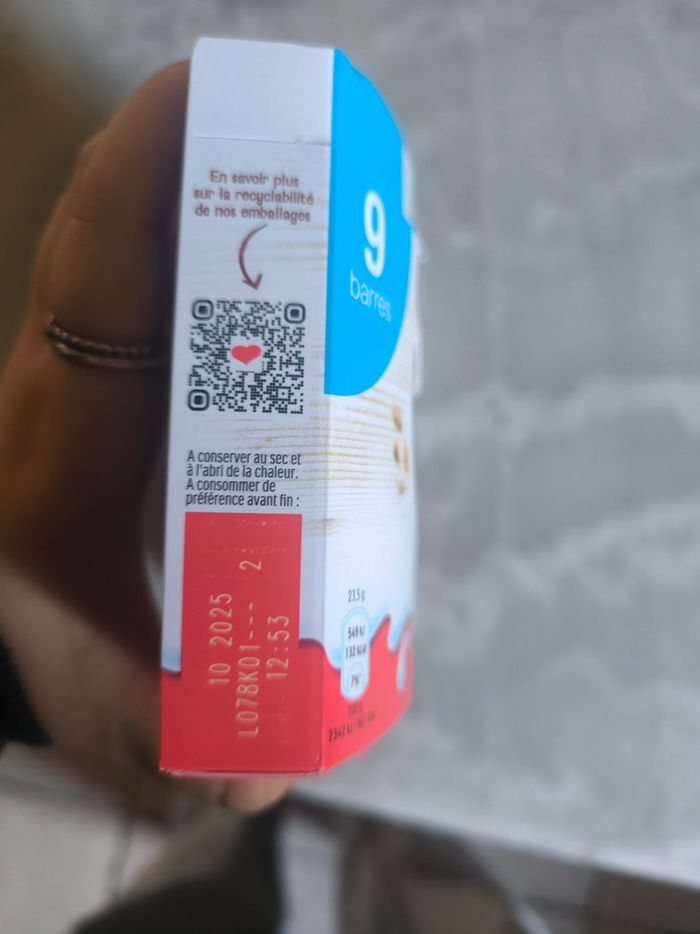 En savoir plus
sur la recyclabilité
de nos emballages
9
barres
A conserver au sec et
à l'abri de la chaleur.
A consommer de
préférence avant fin :
10 2025
L078K01--- 2
12:53
23,5 g
549 kJ
132 kcal
7%*
100 g
2342 kJ /